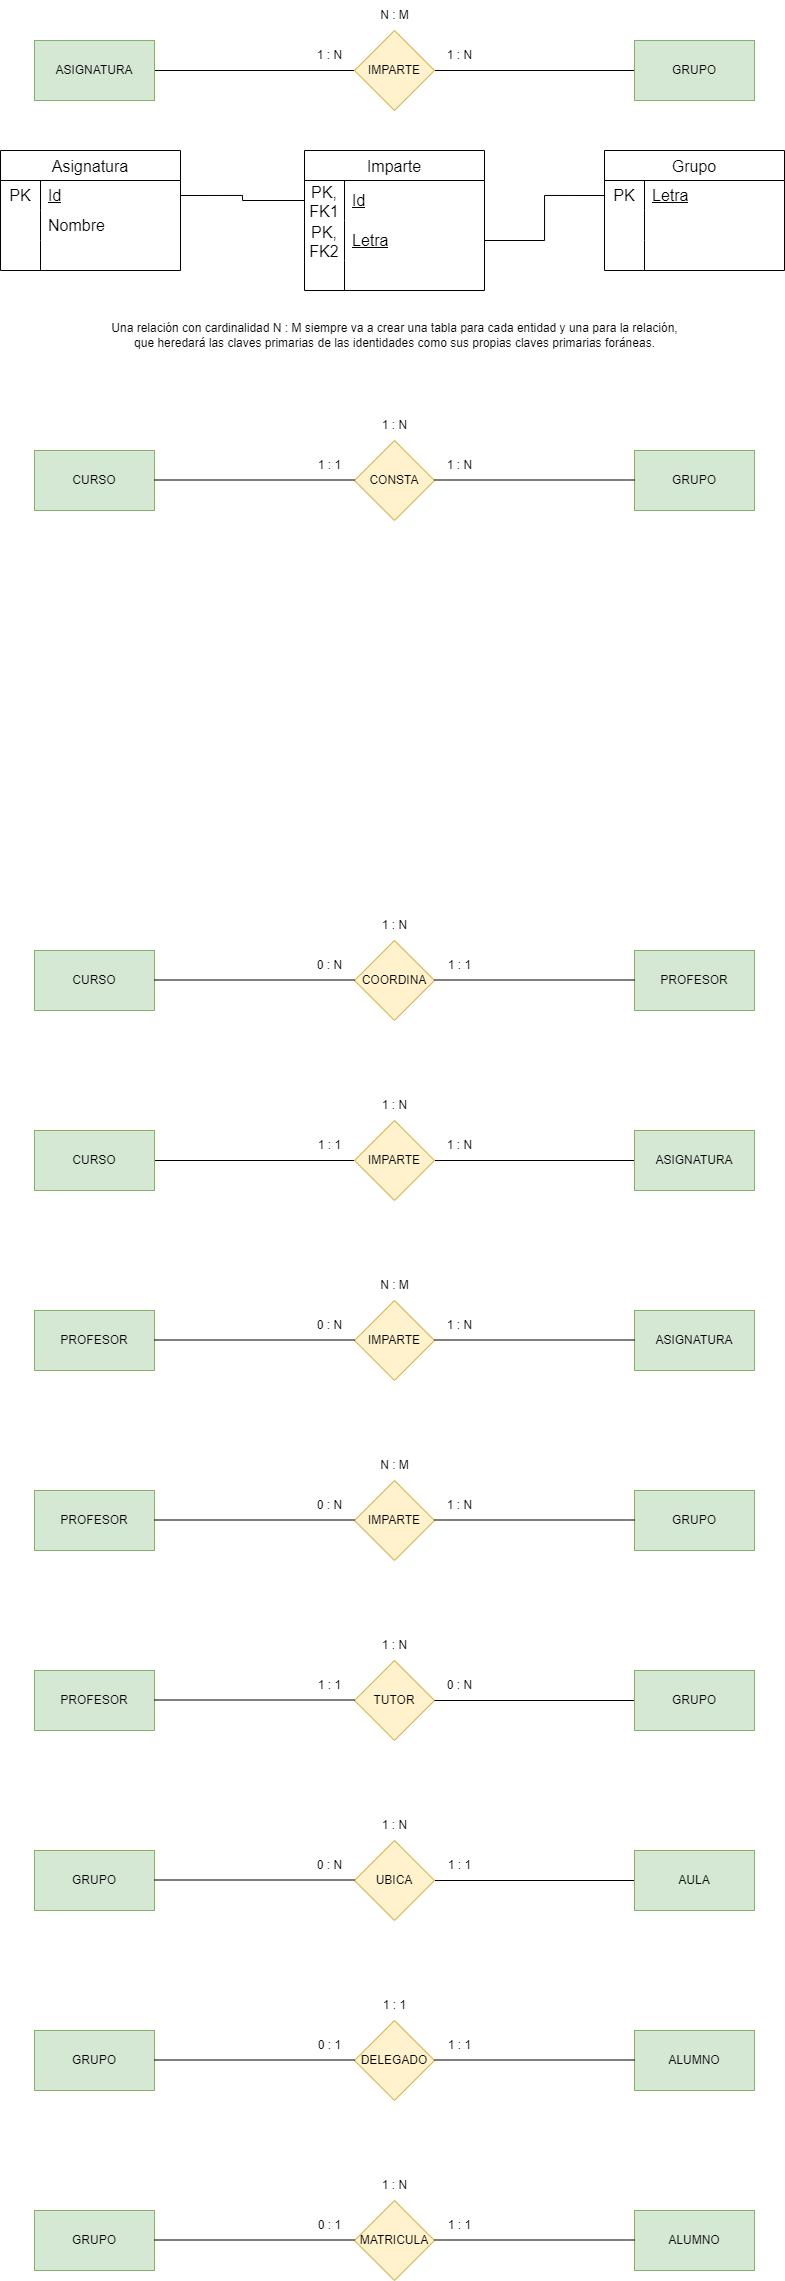 N : M
1 : N
1 : N
ASIGNATURA
IMPARTE
GRUPO
Asignatura
PK
Id
Nombre
Imparte
PK,
FK1
Id
PK,
FK2
Letra
Grupo
PK
Letra
Una relación con cardinalidad N : M siempre va a crear una tabla para cada entidad y una para la relación,
que heredará las claves primarias de las identidades como sus propias claves primarias foráneas.
1 : N
1 : 1
1 : N
CURSO
CONSTA
GRUPO
1 : N
0 : N
1 : 1
CURSO
COORDINA
PROFESOR
1 : N
1 : 1
1 : N
CURSO
IMPARTE
ASIGNATURA
N : M
0 : N
1 : N
PROFESOR
IMPARTE
ASIGNATURA
N : M
0 : N
1 : N
PROFESOR
IMPARTE
GRUPO
1 : N
1 : 1
0 : N
PROFESOR
TUTOR
GRUPO
1 : N
0 : N
1 : 1
GRUPO
UBICA
AULA
1 : 1
0 : 1
1 : 1
GRUPO
DELEGADO
ALUMNO
1 : N
0 : 1
1 : 1
GRUPO
MATRICULA
ALUMNO